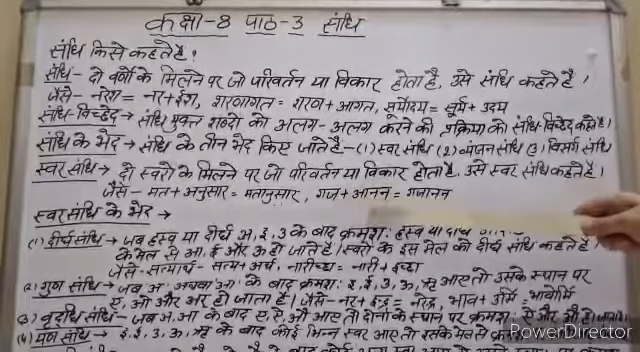 कक्षा-8 पाठ-3 संधि
संधि किसे कहते है?
संधि- दो वर्णो के मिलने पर जो परिवर्तन या विकार होता है, उसे संधि कहते है।
जैसे- नरेश = नर+ईश, शरणागत= शरण + आगत, सूर्योदय = सूर्य + उदय
संधि-विच्छेद→ संधि युक्त शब्दो को अलग-अलग करने की प्रक्रिया को संधि विच्छेद कहते है।
संधि के भेद→ संधि के तीन भेद किए जाते है-(1) स्वर संधि (2) व्यंजन संधि (3) विसर्ग संधि
स्वर संधि→ दो स्वरो के मिलने पर जो परिवर्तन या विकार होता है, उसे स्वर संधि कहते है।
जैसे- मत+अनुसार = मतानुसार, गज + आनन = गजानन
स्वर संधि के भेद →
(1) दीर्घ संधि→ जब ह्रस्व या दीर्घ अ, इ, उ के बाद क्रमशः ह्रस्व या दीर्घ
के मेल से आ, ई और ऊ हो जाते है। स्वरो के इस मेल को दीर्घ संधि कहते है।
जैसे-सत्यार्थ- सत्य+अर्थ, नारीच्छा = नारी+इच्छा
(2) गुण संधि→ जब अ अथवा आ के बाद क्रमशः इ, ई, उ, ऊ, ऋ आए तो उसके स्थान पर
ए, ओ और अर हो जाता है। जैसे- नर+इन्द्र = नरेन्द्र, भाव + ऊर्मि = भावोर्मि
(3) वृद्धि संधि- जब अ, आ के बाद ए, ऐ, ओ, औ आए तो दोनो के स्थान पर क्रमशः ऐ और औ हो जाता
(4) यण संधि → इ, ई, उ, ऊ, ऋ के बाद कोई भिन्न स्वर आए तो इसके मेल से क्रमशः
PowerDirector